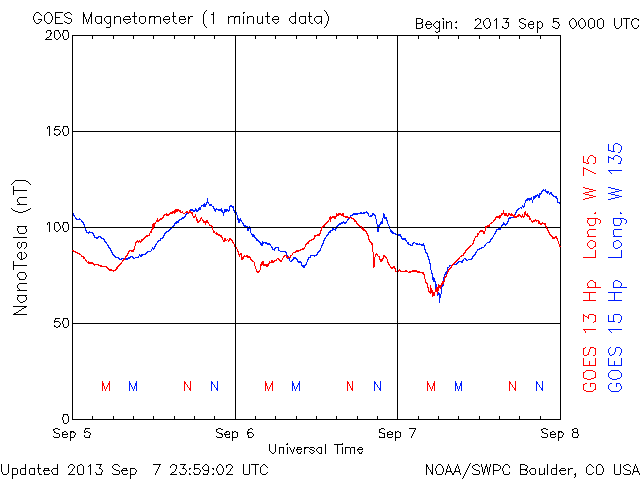 GOES Magnetometer (1 minute data)
Begin: 2013 Sep 5 0000 UTC
200
150
100
50
0
NanoTesla (nT)
M M N N M M N N M M N N
Sep 5 Sep 6 Sep 7 Sep 8
Universal Time
GOES 13 Hp Long. W 75
GOES 15 Hp Long. W 135
Updated 2013 Sep 7 23:59:02 UTC
NOAA/SWPC Boulder, CO USA